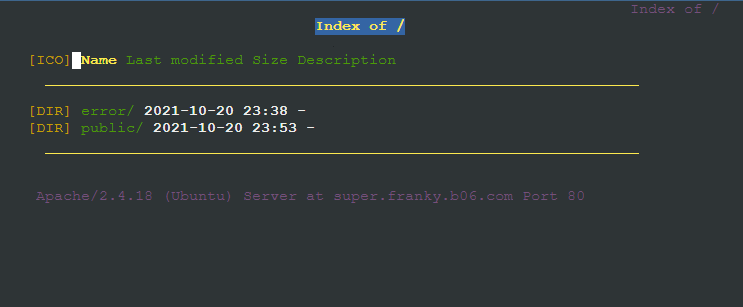 Index of /
Index of /
[ICO] Name Last modified Size Description
[DIR] error/ 2021-10-20 23:38 -
[DIR] public/ 2021-10-20 23:53 -
Apache/2.4.18 (Ubuntu) Server at super.franky.b06.com Port 80